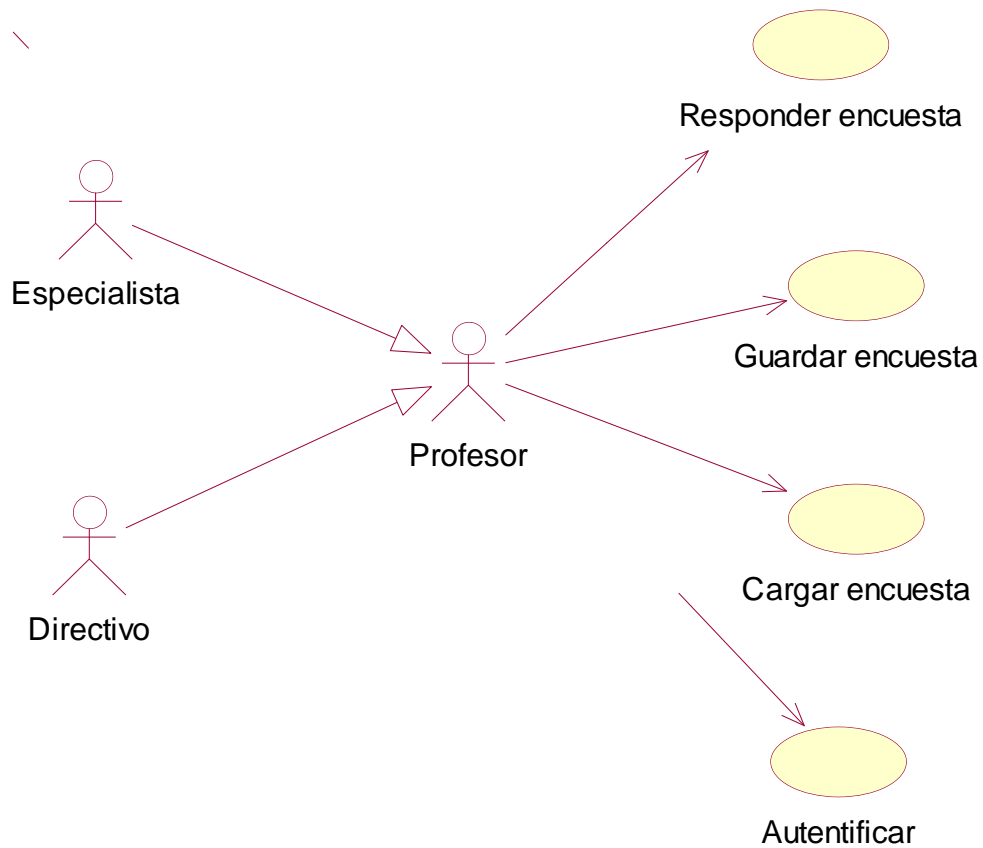 Responder encuesta
Especialista
Guardar encuesta
Profesor
Cargar encuesta
Directivo
Autentificar